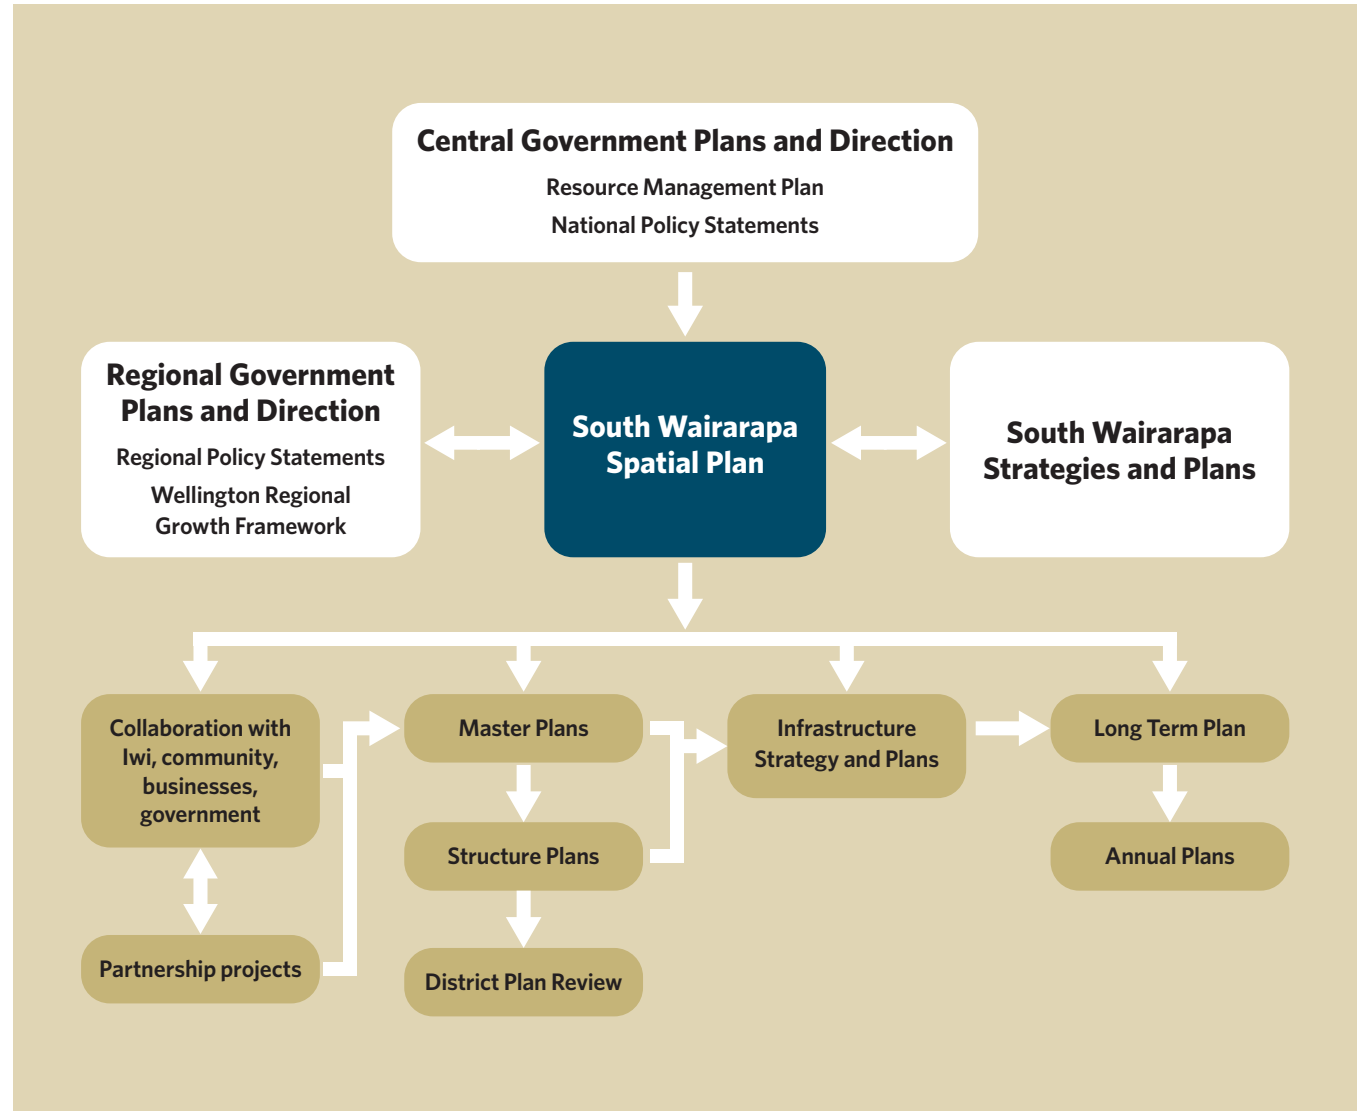 Central Government Plans and Direction
Resource Management Plan
National Policy Statements
Regional Government
Plans and Direction
Regional Policy Statements
Wellington Regional
Growth Framework
South Wairarapa
Spatial Plan
South Wairarapa
Strategies and Plans
Collaboration with
Iwi, community,
businesses,
government
Master Plans
Infrastructure
Strategy and Plans
Long Term Plan
Structure Plans
Annual Plans
Partnership projects
District Plan Review